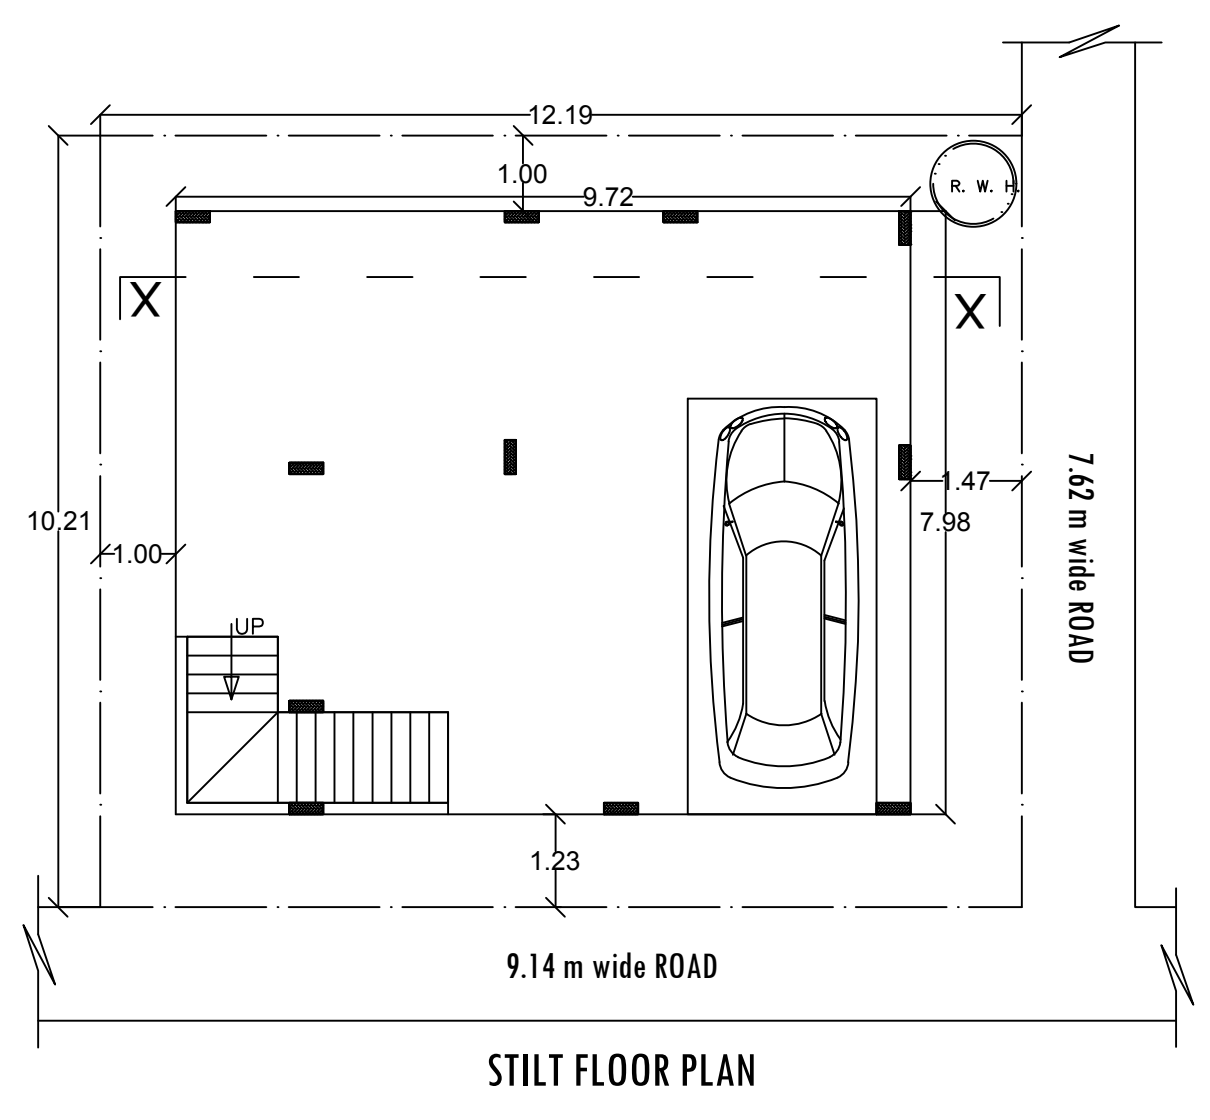 12.19
1.00
9.72
R. W. H.
X
X
1.47
7.98
10.21
1.00
7.62 m wide ROAD
UP
1.23
9.14 m wide ROAD
STILT FLOOR PLAN